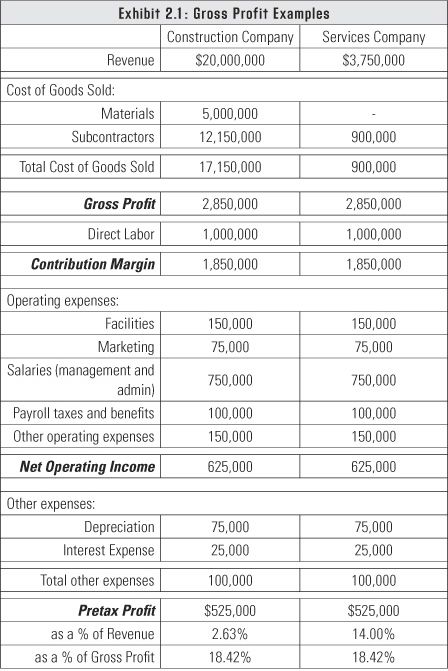 Exhibit 2.1: Gross Profit Examples
Construction Company Services Company
Revenue $20,000,000 $3,750,000
Cost of Goods Sold:
Materials 5,000,000 -
Subcontractors 12,150,000 900,000
Total Cost of Goods Sold 17,150,000 900,000
Gross Profit 2,850,000 2,850,000
Direct Labor 1,000,000 1,000,000
Contribution Margin 1,850,000 1,850,000
Operating expenses:
Facilities 150,000 150,000
Marketing 75,000 75,000
Salaries (management and
admin) 750,000 750,000
Payroll taxes and benefits 100,000 100,000
Other operating expenses 150,000 150,000
Net Operating Income 625,000 625,000
Other expenses:
Depreciation 75,000 75,000
Interest Expense 25,000 25,000
Total other expenses 100,000 100,000
Pretax Profit $525,000 $525,000
as a % of Revenue 2.63% 14.00%
as a % of Gross Profit 18.42% 18.42%